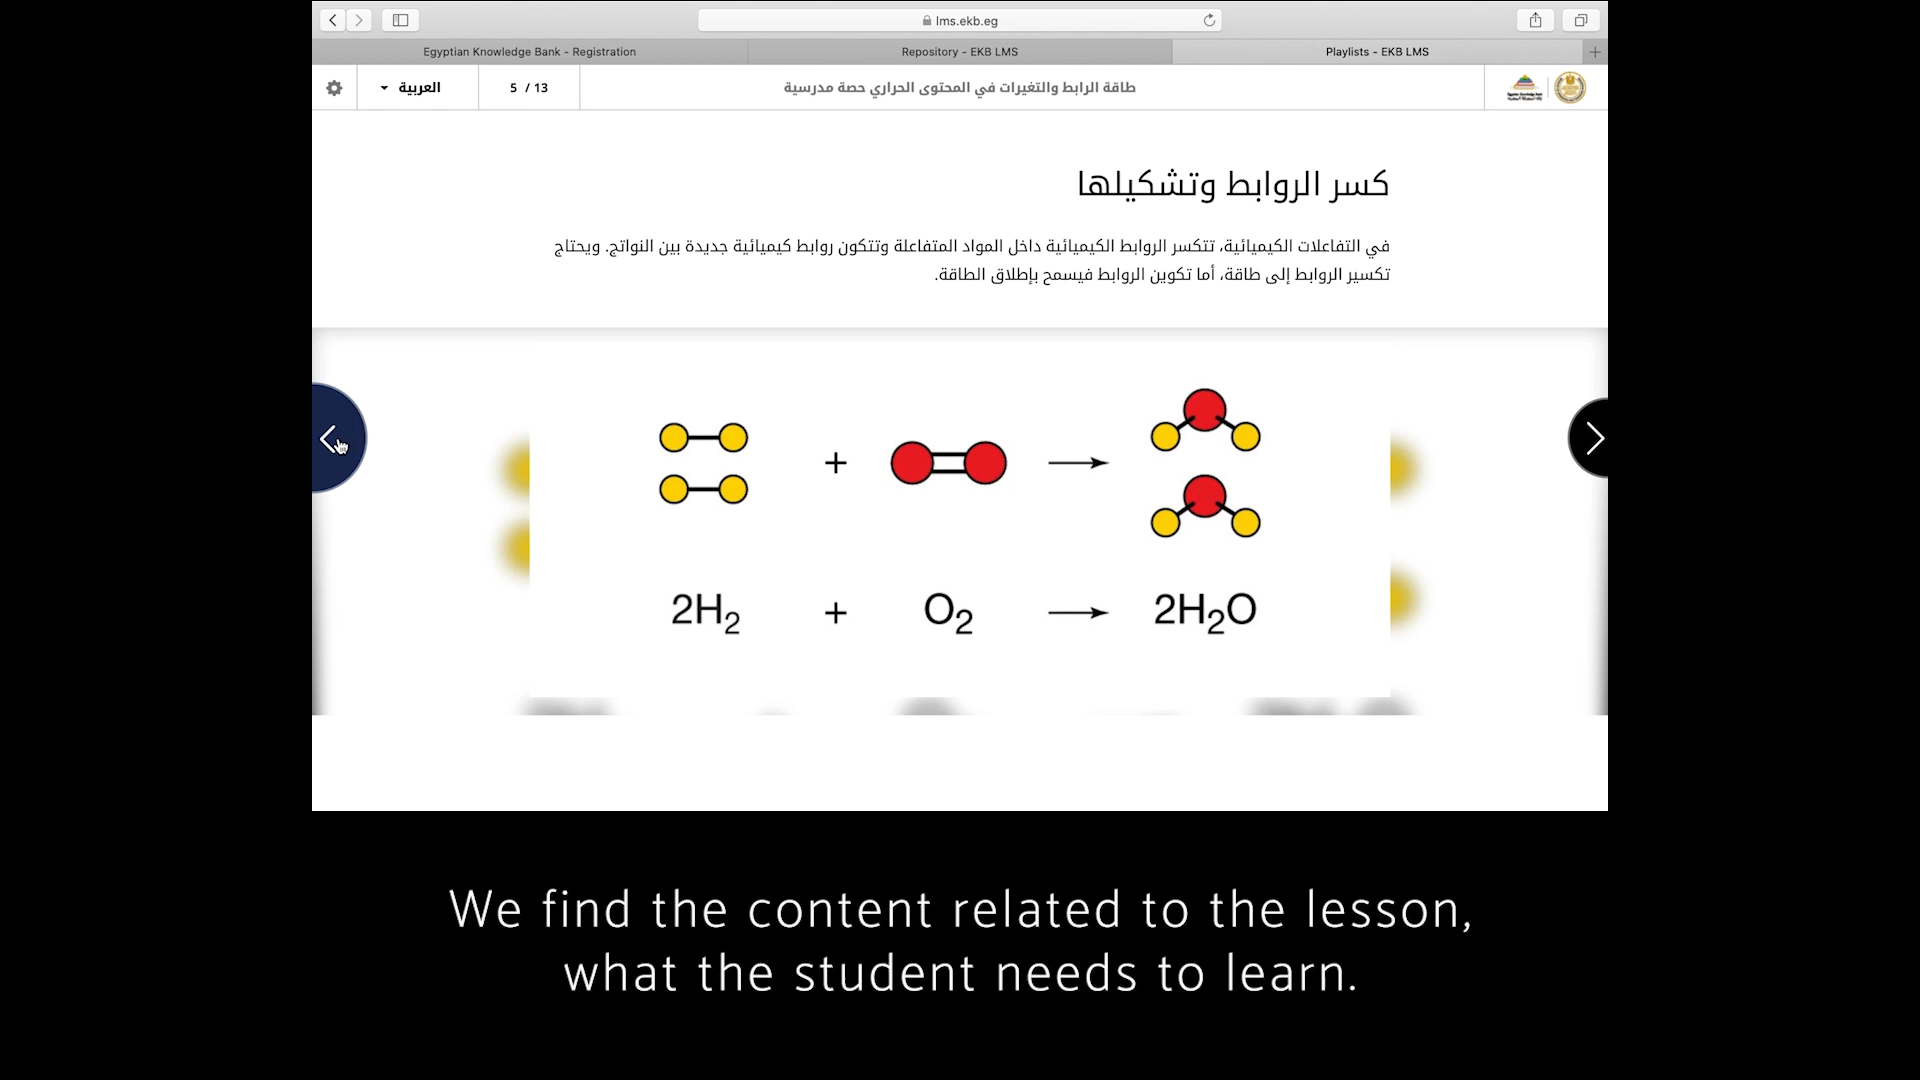 lms.ekb.eg
Egyptian Knowledge Bank - Registration
Repository - EKB LMS
Playlists - EKB LMS
العربية
5 / 13
طاقة الرابط والتغيرات في المحتوى الحراري حصة مدرسية
كسر الروابط وتشكيلها
في التفاعلات الكيميائية، تتكسر الروابط الكيميائية داخل المواد المتفاعلة وتتكون روابط كيميائية جديدة بين النواتج. ويحتاج
تكسير الروابط إلى طاقة، أما تكوين الروابط فيسمح بإطلاق الطاقة.
+ →
2H₂ + O₂ → 2H₂O
We find the content related to the lesson,
what the student needs to learn.